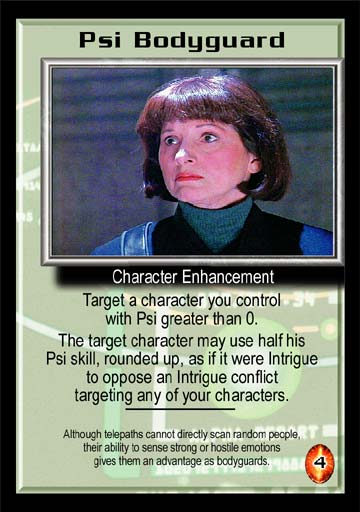 Psi Bodyguard
Character Enhancement
Target a character you control
with Psi greater than 0.
The target character may use half his
Psi skill, rounded up, as if it were Intrigue
to oppose an Intrigue conflict
targeting any of your characters.
Although telepaths cannot directly scan random people,
their ability to sense strong or hostile emotions
gives them an advantage as bodyguards.
4